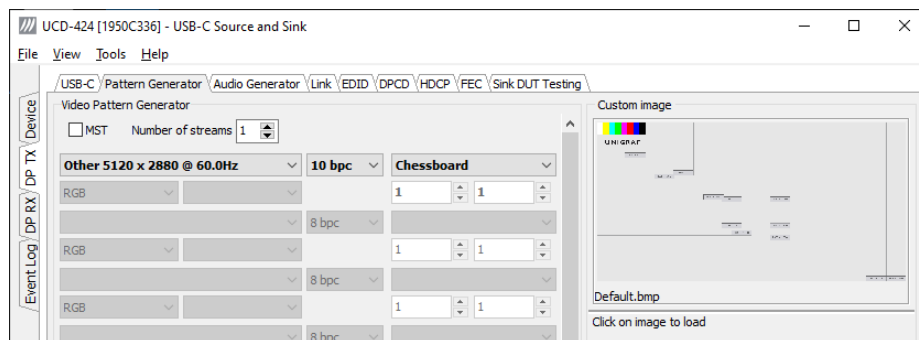 UCD-424 [1950C336] - USB-C Source and Sink
File View Tools Help
USB-C Pattern Generator Audio Generator Link EDID DPCD HDCP FEC Sink DUT Testing
Device
DP TX
DP RX
Event Log
Video Pattern Generator
MST Number of streams 1
Other 5120 x 2880 @ 60.0Hz 10 bpc Chessboard
RGB 1 1
8 bpc
RGB 1 1
8 bpc
RGB 1 1
8 bpc
Custom image
UNIGRAF
Default.bmp
Click on image to load